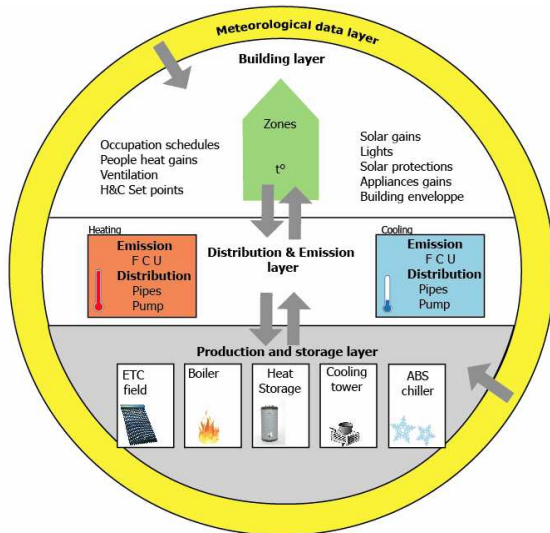 Meteorological data layer
Building layer
Zones
t°
Occupation schedules
People heat gains
Ventilation
H&C Set points
Solar gains
Lights
Solar protections
Appliances gains
Building enveloppe
Heating
Emission
F C U
Distribution
Pipes
Pump
Distribution & Emission
layer
Cooling
Emission
F C U
Distribution
Pipes
Pump
Production and storage layer
ETC
field
Boiler
Heat
Storage
Cooling
tower
ABS
chiller